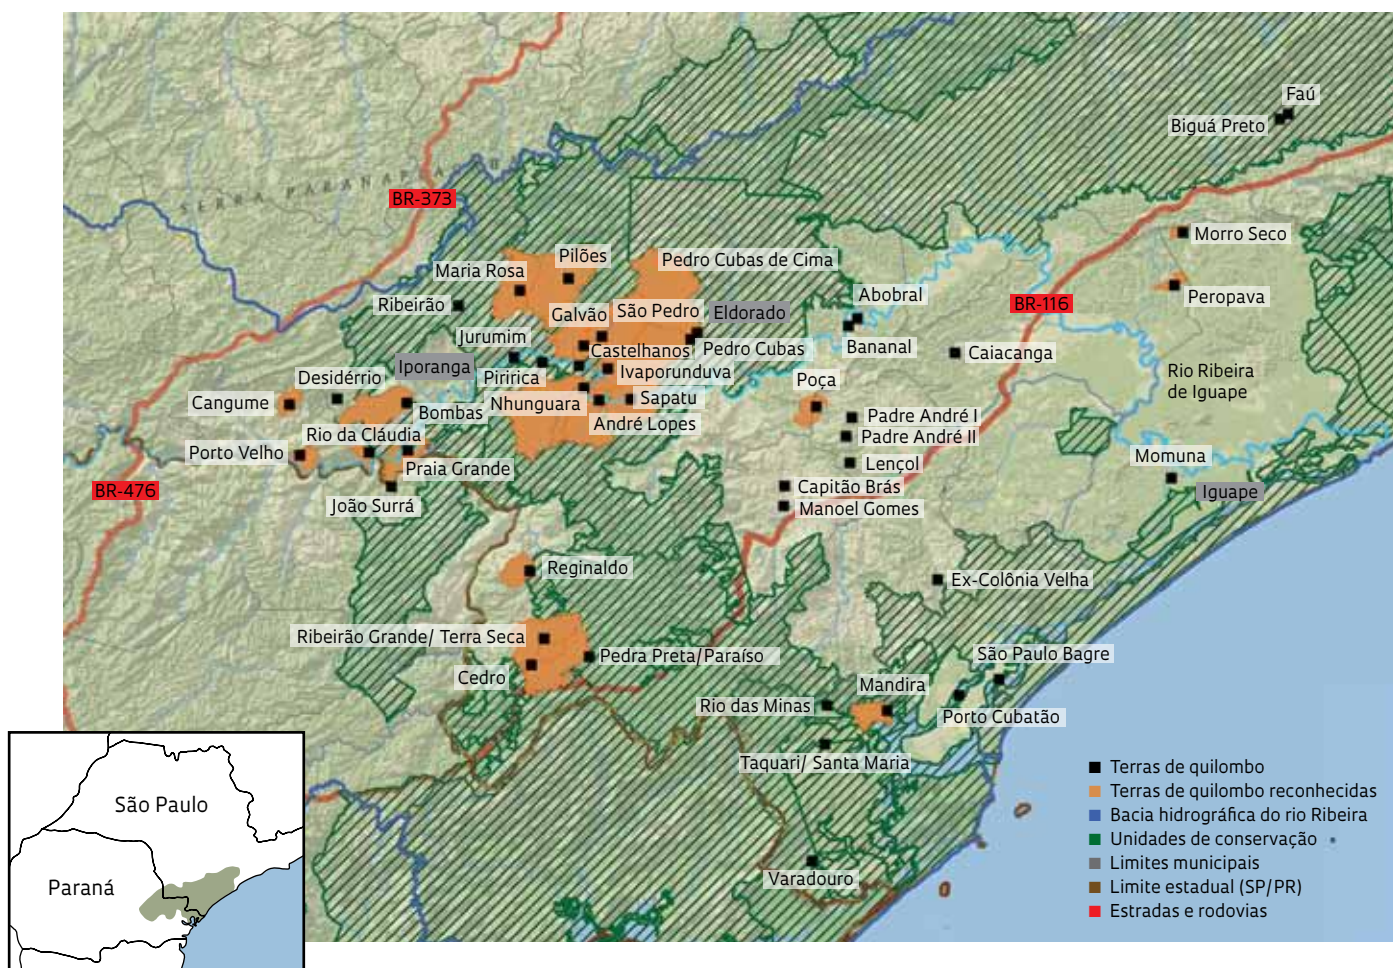 Faú
Biguá Preto
SERRA PARANAP
BR-373
Morro Seco
Pilões
Pedro Cubas de Cima
Maria Rosa
Peropava
Ribeirão
Abobral
BR-116
Galvão
São Pedro
Eldorado
Jurumim
Castelhanos
Pedro Cubas
Bananal
Caiacanga
Iporanga
Piririca
Ivaporunduva
Rio Ribeira
de Iguape
Desidérrio
Poça
Cangume
Bombas
Nhunguara
Sapatu
Padre André I
André Lopes
Rio da Cláudia
Padre André II
Porto Velho
Praia Grande
Lençol
Momuna
BR-476
Capitão Brás
Iguape
João Surrá
Manoel Gomes
Reginaldo
Ex-Colônia Velha
Ribeirão Grande/ Terra Seca
Pedra Preta/Paraíso
São Paulo Bagre
Cedro
Mandira
Rio das Minas
Porto Cubatão
Taquari/ Santa Maria
Varadouro
São Paulo
Paraná
Terras de quilombo
Terras de quilombo reconhecidas
Bacia hidrográfica do rio Ribeira
Unidades de conservação
Limites municipais
Limite estadual (SP/PR)
Estradas e rodovias